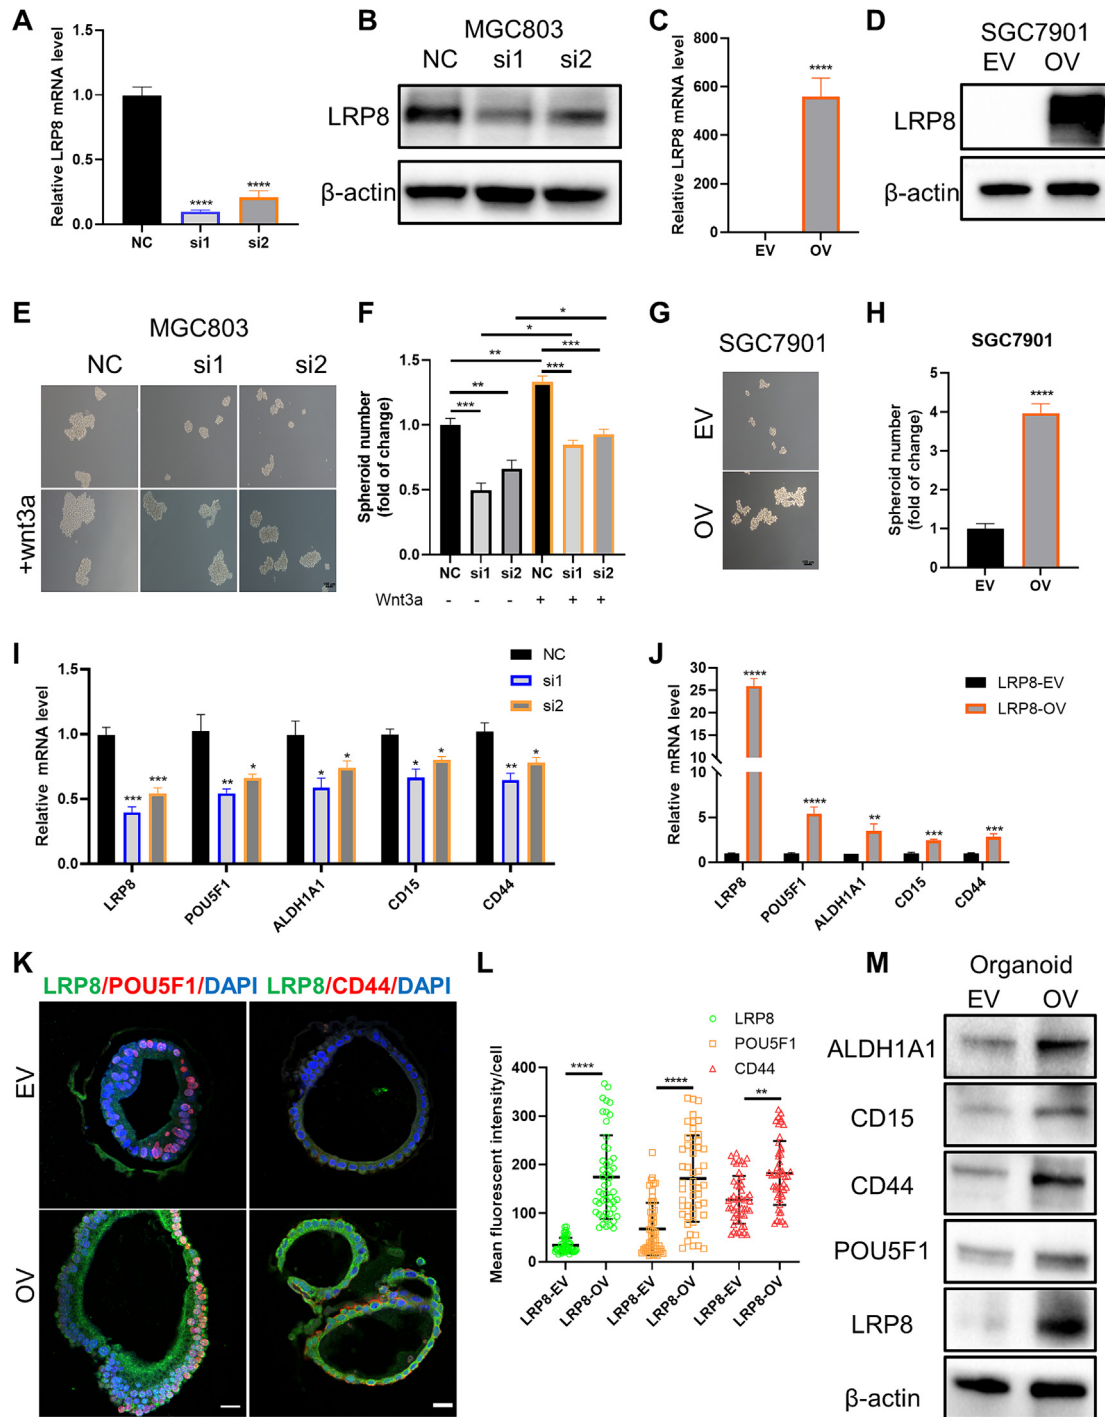 A
Relative LRP8 mRNA level
1.5
1.0
0.5
0.0
****
****
NC
si1
si2
B
MGC803
NC
si1
si2
LRP8
β-actin
C
Relative LRP8 mRNA level
800
600
400
200
0
****
EV
OV
D
SGC7901
EV
OV
LRP8
β-actin
E
MGC803
NC
si1
si2
+wnt3a
F
Spheroid number
(fold of change)
1.5
1.0
0.5
0.0
*
*
**
***
**
***
***
NC
si1
si2
NC
si1
si2
Wnt3a
-
-
-
+
+
+
G
SGC7901
EV
OV
H
SGC7901
Spheroid number
(fold of change)
5
4
3
2
1
0
****
EV
OV
I
Relative mRNA level
1.5
1.0
0.5
0.0
NC
si1
si2
***
***
**
*
*
*
*
*
**
*
LRP8
POU5F1
ALDH1A1
CD15
CD44
J
Relative mRNA level
30
25
20
15
10
10
5
0
LRP8-EV
LRP8-OV
****
****
**
***
***
LRP8
POU5F1
ALDH1A1
CD15
CD44
K
LRP8/POU5F1/DAPI
LRP8/CD44/DAPI
EV
OV
L
Mean fluorescent intensity/cell
400
300
200
100
0
LRP8
POU5F1
CD44
****
****
**
LRP8-EV
LRP8-OV
LRP8-EV
LRP8-OV
LRP8-EV
LRP8-OV
M
Organoid
EV
OV
ALDH1A1
CD15
CD44
POU5F1
LRP8
β-actin